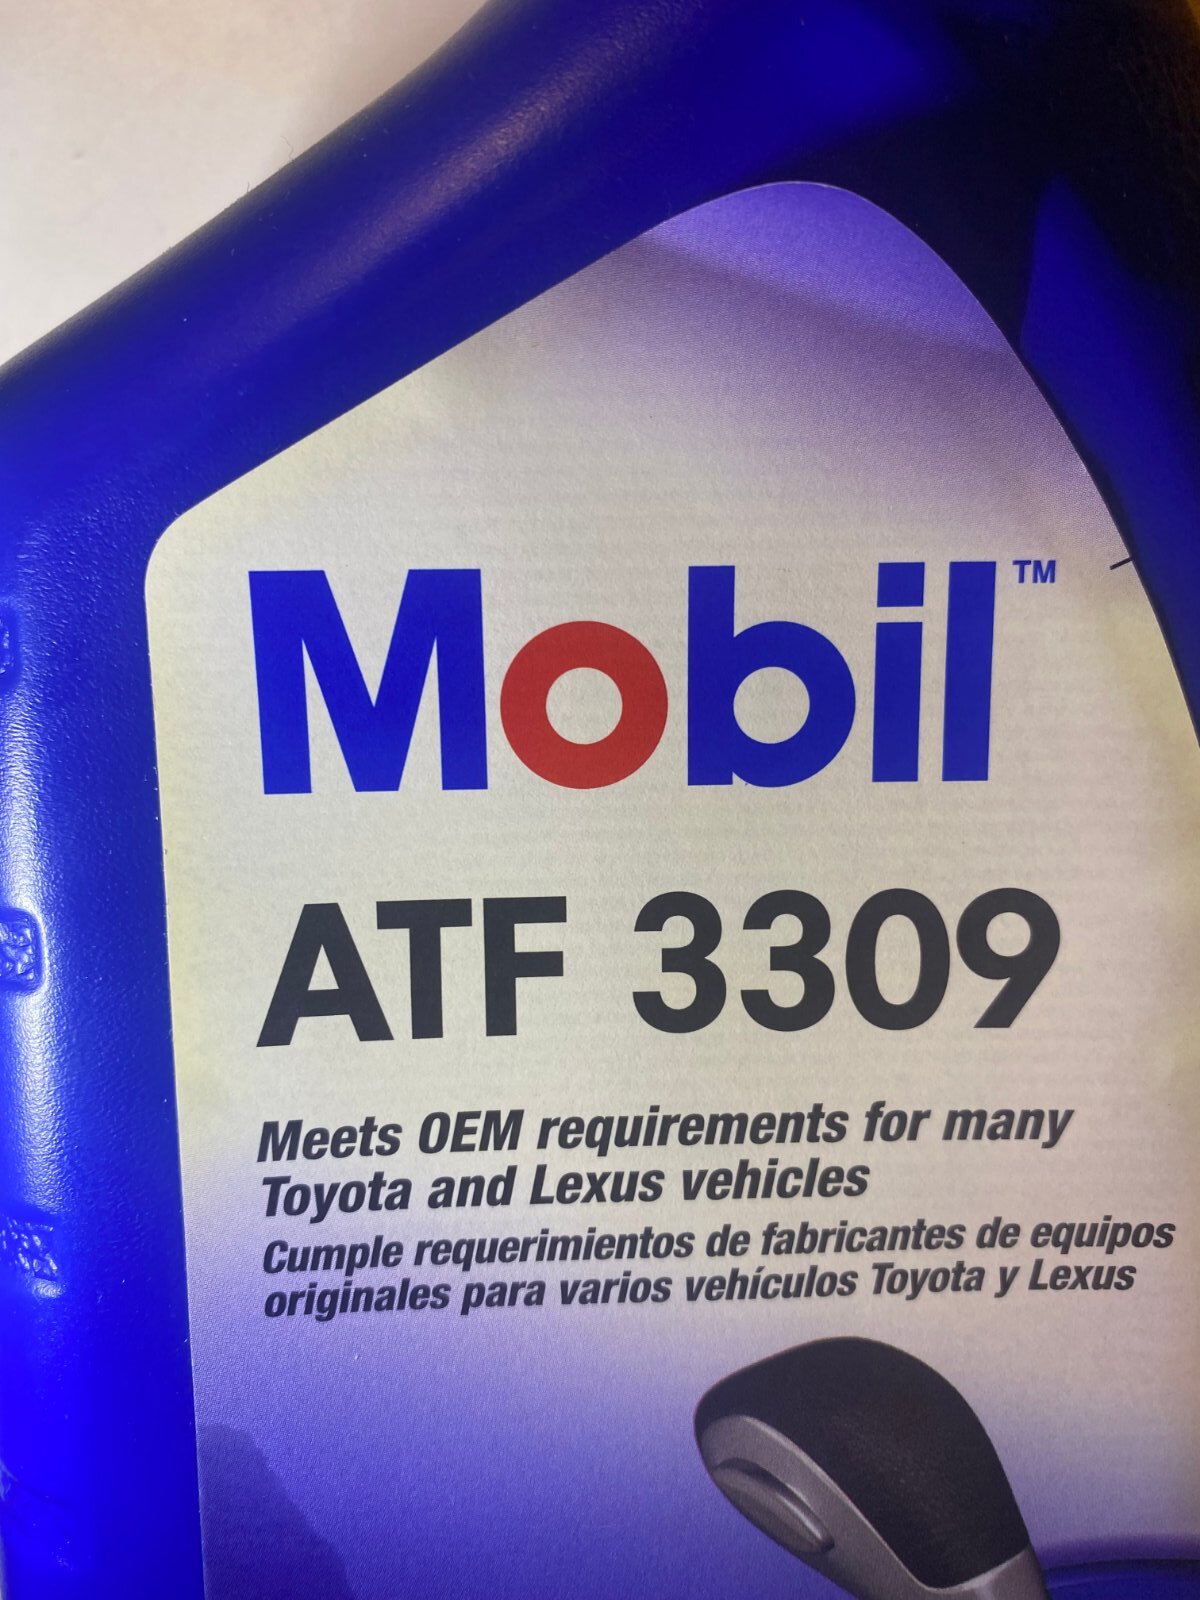 Mobil™
ATF 3309
Meets OEM requirements for many
Toyota and Lexus vehicles
Cumple requerimientos de fabricantes de equipos
originales para varios vehículos Toyota y Lexus